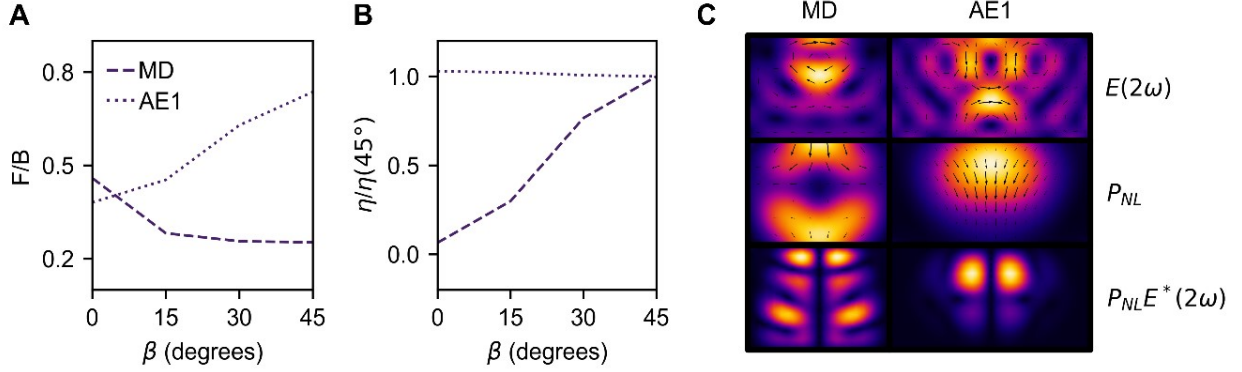 A
B
C
MD
AE1
0.8
0.5
0.2
F/B
MD
AE1
0
15
30
45
β (degrees)
1.0
0.5
0.0
η/η(45°)
0
15
30
45
β (degrees)
E(2ω)
P_NL
P_NL E*(2ω)